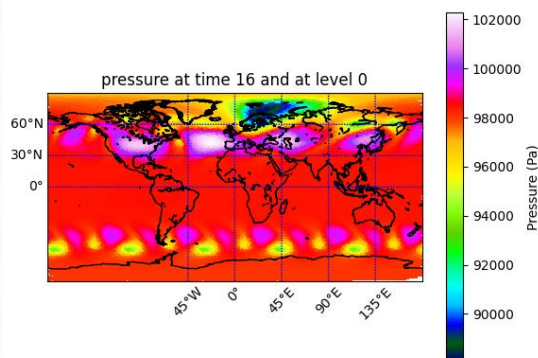 pressure at time 16 and at level 0
60°N
30°N
0°
45°W
0°
45°E
90°E
135°E
102000
100000
98000
96000
94000
92000
90000
Pressure (Pa)